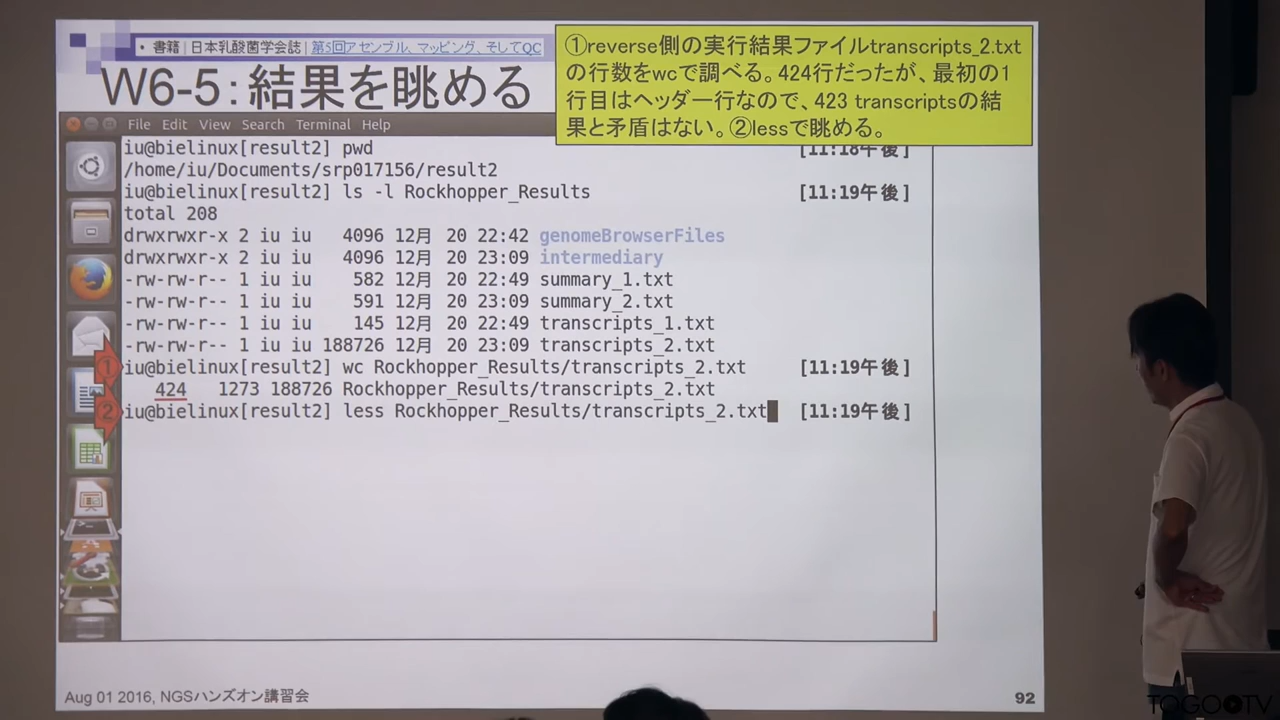 • 書籍 | 日本乳酸菌学会誌 | 第5回アセンブル、マッピング、そしてQC
W6-5：結果を眺める
①reverse側の実行結果ファイルtranscripts_2.txt
の行数をwcで調べる。424行だったが、最初の1
行目はヘッダー行なので、423 transcriptsの結
果と矛盾はない。②lessで眺める。
File Edit View Search Terminal Help
iu@bielinux[result2] pwd [11:18午後]
/home/iu/Documents/srp017156/result2
iu@bielinux[result2] ls -l Rockhopper_Results [11:19午後]
total 208
drwxrwxr-x 2 iu iu 4096 12月 20 22:42 genomeBrowserFiles
drwxrwxr-x 2 iu iu 4096 12月 20 23:09 intermediary
-rw-rw-r-- 1 iu iu 582 12月 20 22:49 summary_1.txt
-rw-rw-r-- 1 iu iu 591 12月 20 23:09 summary_2.txt
-rw-rw-r-- 1 iu iu 145 12月 20 22:49 transcripts_1.txt
-rw-rw-r-- 1 iu iu 188726 12月 20 23:09 transcripts_2.txt
① iu@bielinux[result2] wc Rockhopper_Results/transcripts_2.txt [11:19午後]
424 1273 188726 Rockhopper_Results/transcripts_2.txt
② iu@bielinux[result2] less Rockhopper_Results/transcripts_2.txt [11:19午後]
Aug 01 2016, NGSハンズオン講習会
92
TOGOTV